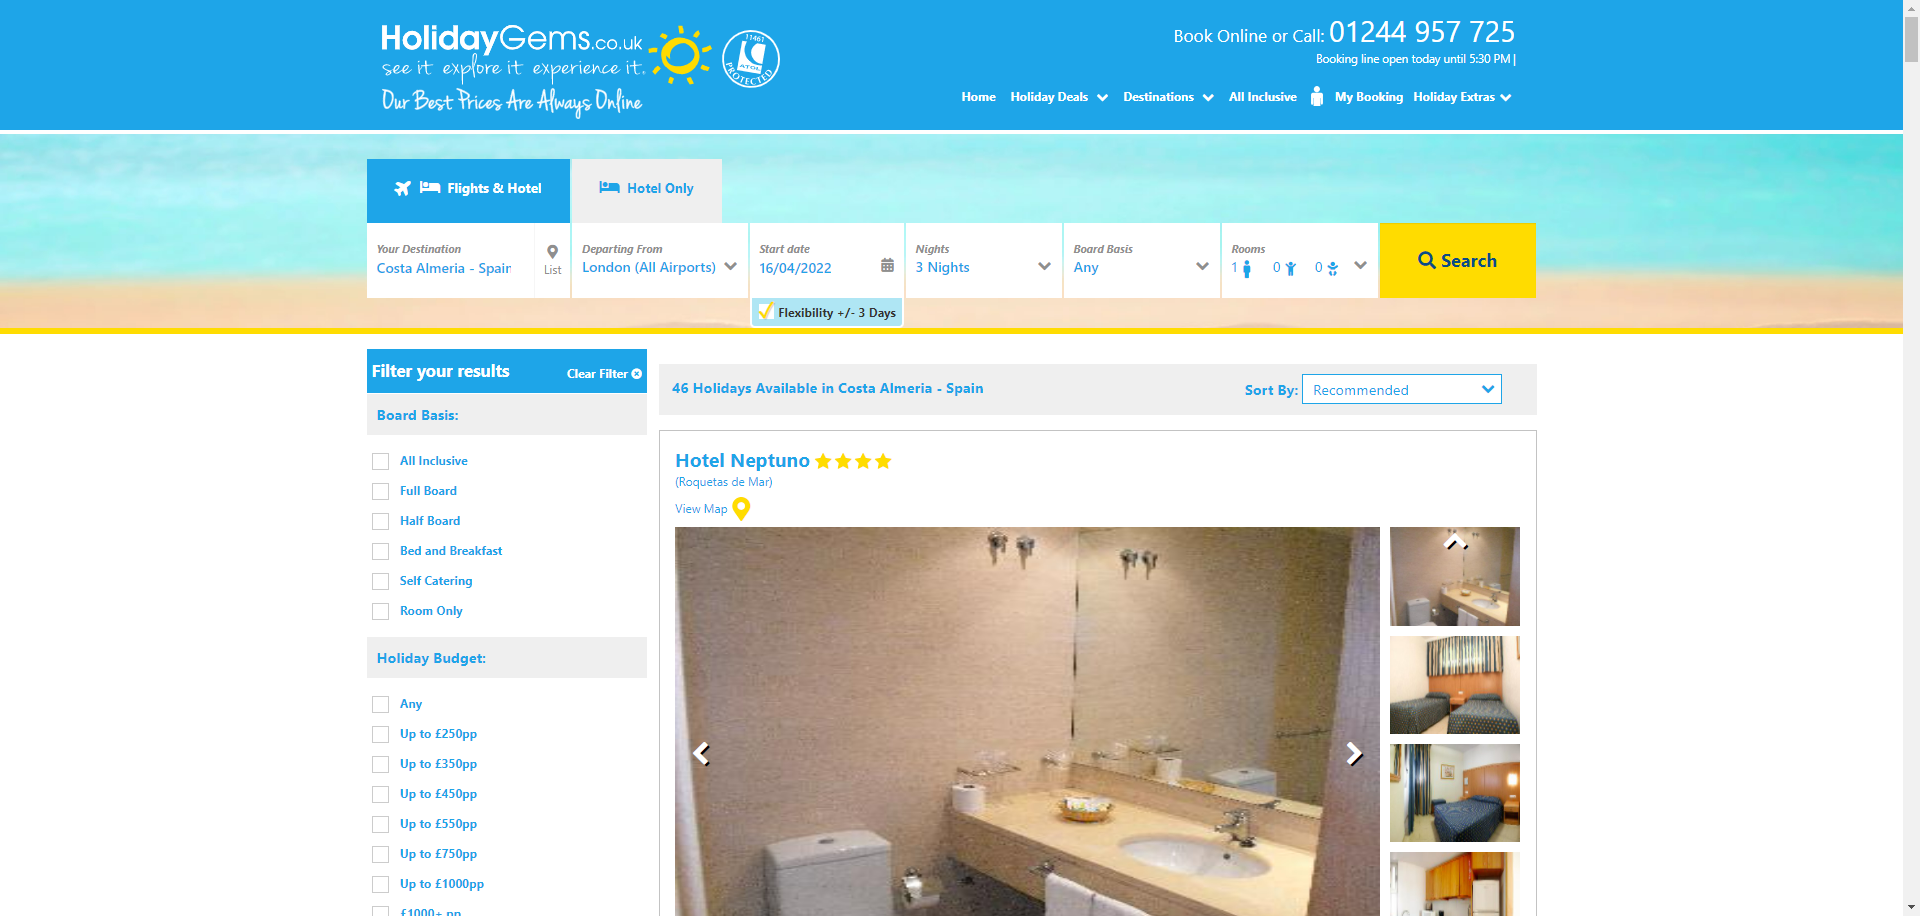 HolidayGems.co.uk
see it explore it experience it.
Our Best Prices Are Always Online
11461
ATOL
PROTECTED
Book Online or Call: 01244 957 725
Booking line open today until 5:30 PM |
Home
Holiday Deals
Destinations
All Inclusive
My Booking
Holiday Extras
Flights & Hotel
Hotel Only
Your Destination
Costa Almeria - Spain
List
Departing From
London (All Airports)
Start date
16/04/2022
Nights
3 Nights
Board Basis
Any
Rooms
1
0
0
Search
Flexibility +/- 3 Days
Filter your results
Clear Filter
Board Basis:
All Inclusive
Full Board
Half Board
Bed and Breakfast
Self Catering
Room Only
Holiday Budget:
Any
Up to £250pp
Up to £350pp
Up to £450pp
Up to £550pp
Up to £750pp
Up to £1000pp
£1000+ pp
46 Holidays Available in Costa Almeria - Spain
Sort By:
Recommended
Hotel Neptuno
(Roquetas de Mar)
View Map